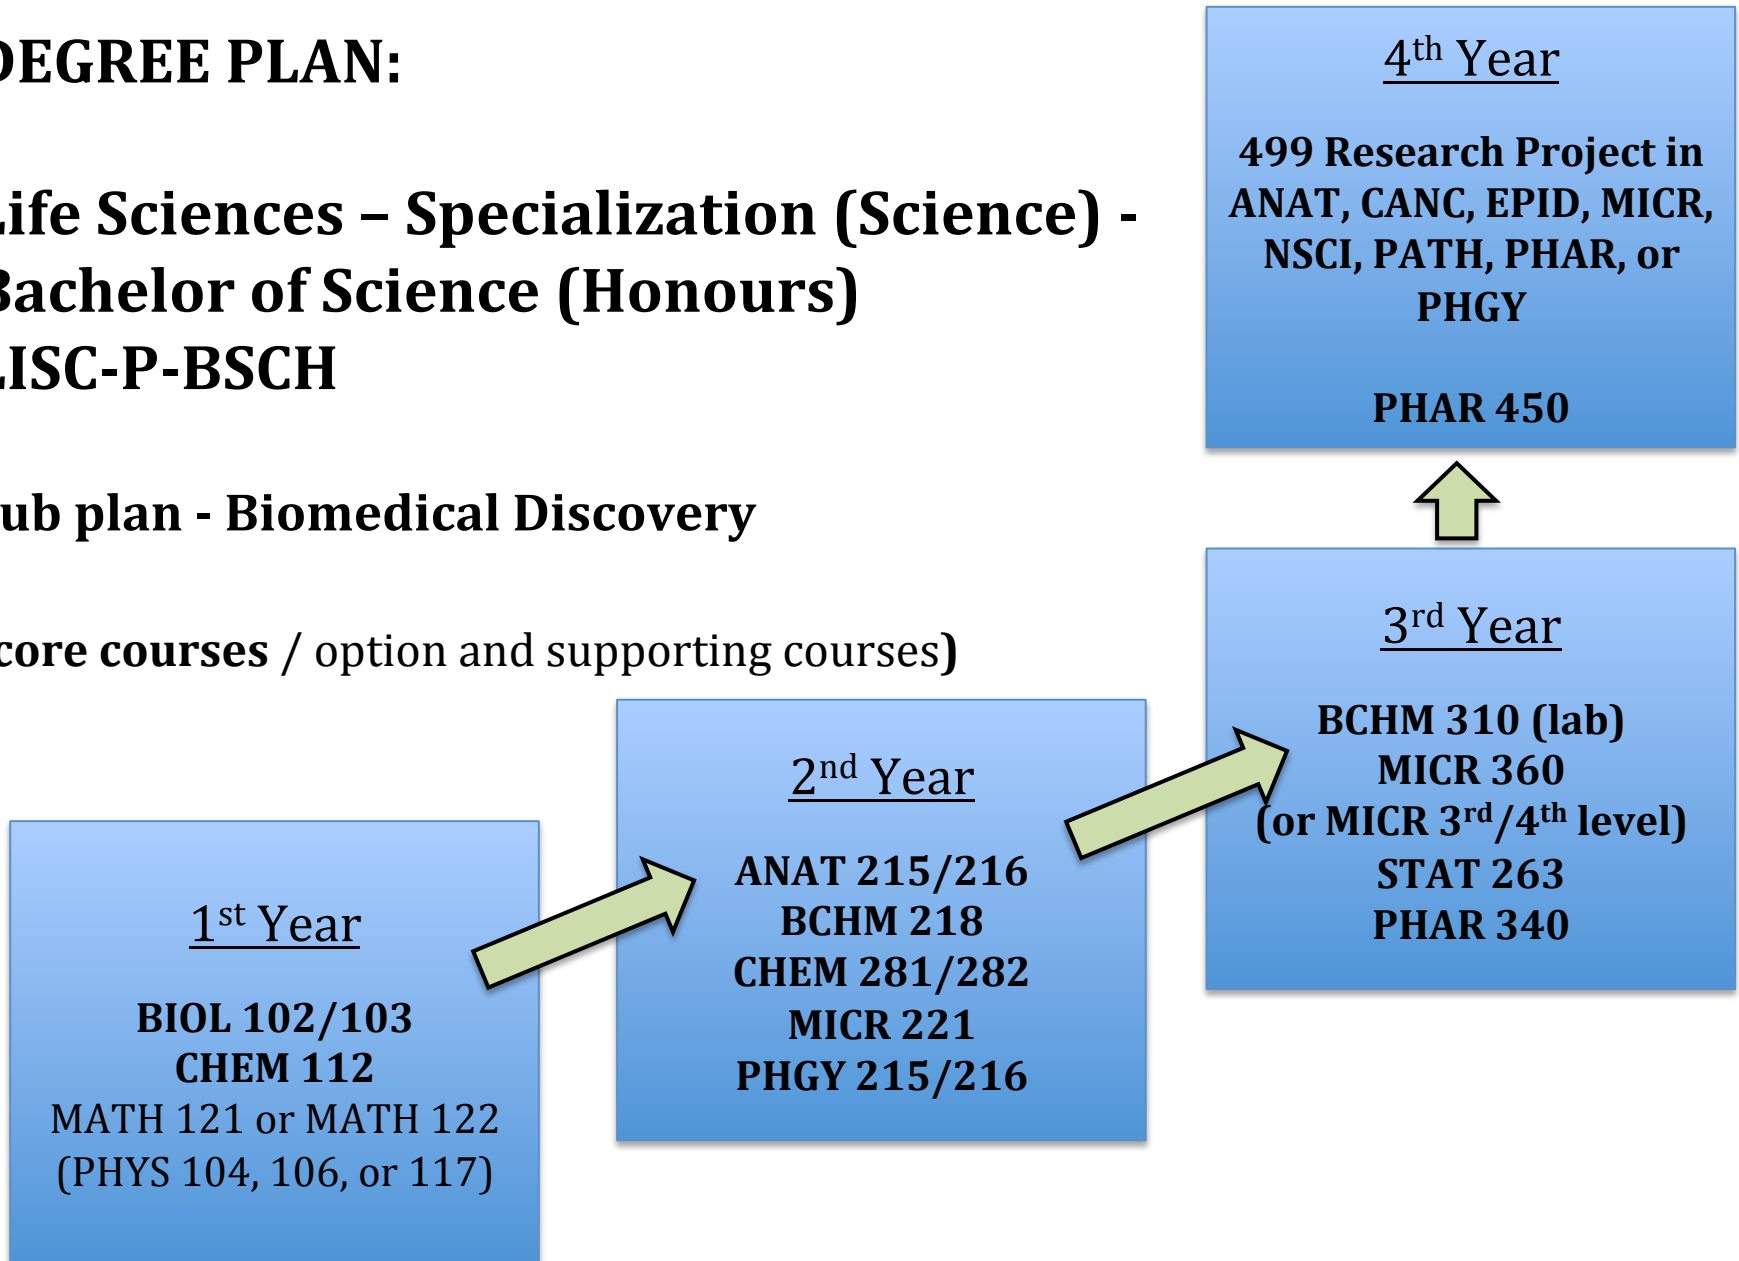 DEGREE PLAN:
Life Sciences – Specialization (Science) -
Bachelor of Science (Honours)
LISC-P-BSCH
ub plan - Biomedical Discovery
core courses / option and supporting courses)
4th Year
499 Research Project in
ANAT, CANC, EPID, MICR,
NSCI, PATH, PHAR, or
PHGY
PHAR 450
3rd Year
BCHM 310 (lab)
MICR 360
(or MICR 3rd/4th level)
STAT 263
PHAR 340
2nd Year
ANAT 215/216
BCHM 218
CHEM 281/282
MICR 221
PHGY 215/216
1st Year
BIOL 102/103
CHEM 112
MATH 121 or MATH 122
(PHYS 104, 106, or 117)